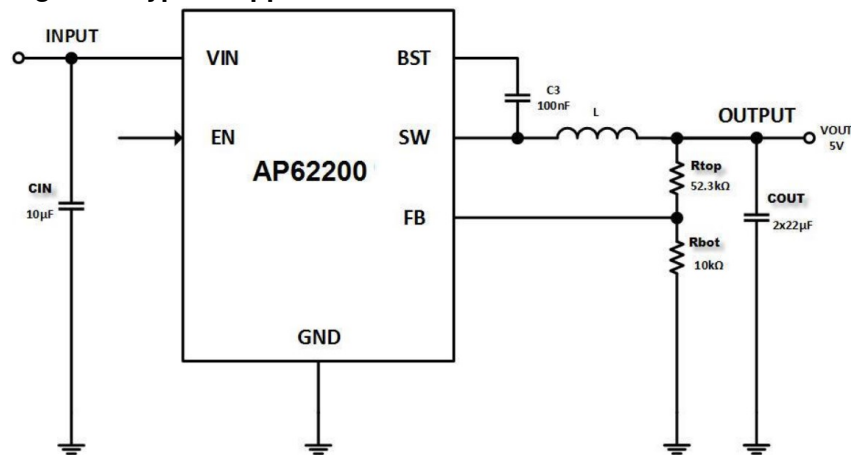 INPUT
VIN
BST
C3
100nF
L
OUTPUT
VOUT
5V
EN
SW
AP62200
Rtop
52.3kΩ
CIN
10µF
COUT
2x22µF
FB
Rbot
10kΩ
GND